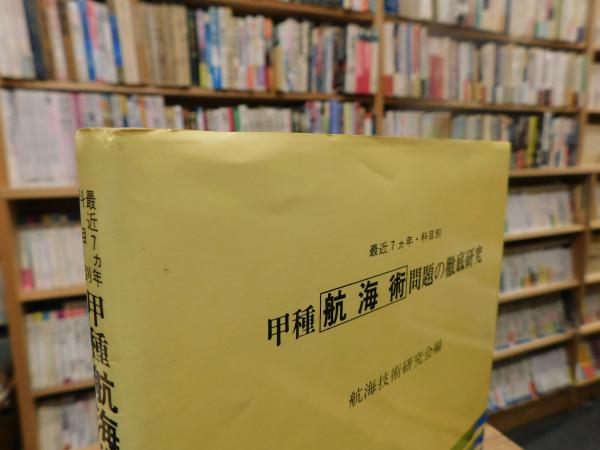 最近7ヵ年・科目別
甲種航海術問題の徹底研究
航海技術研究会編
最近7ヵ年
科目別
甲種航海